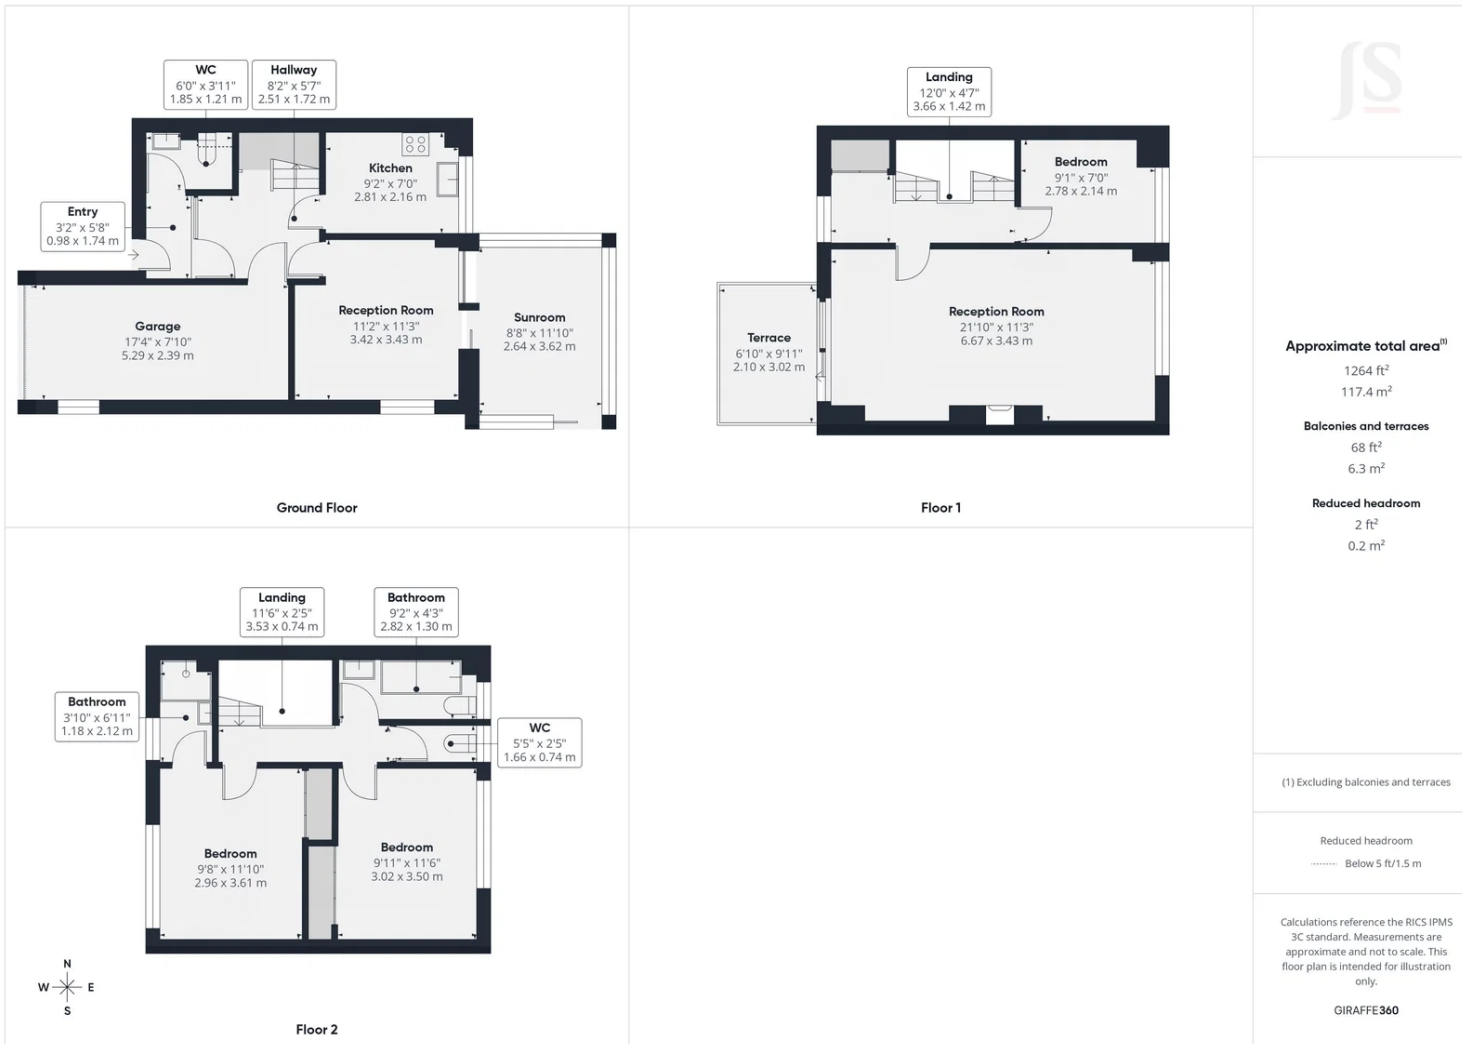 WC
6'0" x 3'11"
1.85 x 1.21 m
Hallway
8'2" x 5'7"
2.51 x 1.72 m
Kitchen
9'2" x 7'0"
2.81 x 2.16 m
Entry
3'2" x 5'8"
0.98 x 1.74 m
Garage
17'4" x 7'10"
5.29 x 2.39 m
Reception Room
11'2" x 11'3"
3.42 x 3.43 m
Sunroom
8'8" x 11'10"
2.64 x 3.62 m
Ground Floor
Landing
12'0" x 4'7"
3.66 x 1.42 m
Bedroom
9'1" x 7'0"
2.78 x 2.14 m
Reception Room
21'10" x 11'3"
6.67 x 3.43 m
Terrace
6'10" x 9'11"
2.10 x 3.02 m
Floor 1
Landing
11'6" x 2'5"
3.53 x 0.74 m
Bathroom
9'2" x 4'3"
2.82 x 1.30 m
Bathroom
3'10" x 6'11"
1.18 x 2.12 m
WC
5'5" x 2'5"
1.66 x 0.74 m
Bedroom
9'8" x 11'10"
2.96 x 3.61 m
Bedroom
9'11" x 11'6"
3.02 x 3.50 m
N
W E
S
Floor 2
JS
Approximate total area(1)
1264 ft²
117.4 m²
Balconies and terraces
68 ft²
6.3 m²
Reduced headroom
2 ft²
0.2 m²
(1) Excluding balconies and terraces
Reduced headroom
Below 5 ft/1.5 m
Calculations reference the RICS IPMS
3C standard. Measurements are
approximate and not to scale. This
floor plan is intended for illustration
only.
GIRAFFE360